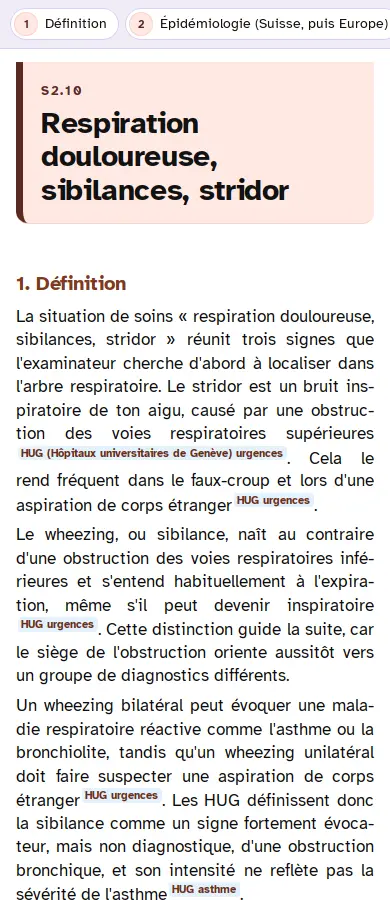 1 Définition 2 Épidémiologie (Suisse, puis Europe)
S2.10
Respiration
douloureuse,
sibilances, stridor
1. Définition
La situation de soins « respiration douloureuse,
sibilances, stridor » réunit trois signes que
l'examinateur cherche d'abord à localiser dans
l'arbre respiratoire. Le stridor est un bruit ins-
piratoire de ton aigu, causé par une obstruc-
tion des voies respiratoires supérieures
HUG (Hôpitaux universitaires de Genève) urgences . Cela le
rend fréquent dans le faux-croup et lors d'une
aspiration de corps étranger HUG urgences .
Le wheezing, ou sibilance, naît au contraire
d'une obstruction des voies respiratoires infé-
rieures et s'entend habituellement à l'expira-
tion, même s'il peut devenir inspiratoire
HUG urgences . Cette distinction guide la suite, car
le siège de l'obstruction oriente aussitôt vers
un groupe de diagnostics différents.
Un wheezing bilatéral peut évoquer une mala-
die respiratoire réactive comme l'asthme ou la
bronchiolite, tandis qu'un wheezing unilatéral
doit faire suspecter une aspiration de corps
étranger HUG urgences . Les HUG définissent donc
la sibilance comme un signe fortement évoca-
teur, mais non diagnostique, d'une obstruction
bronchique, et son intensité ne reflète pas la
sévérité de l'asthme HUG asthme .